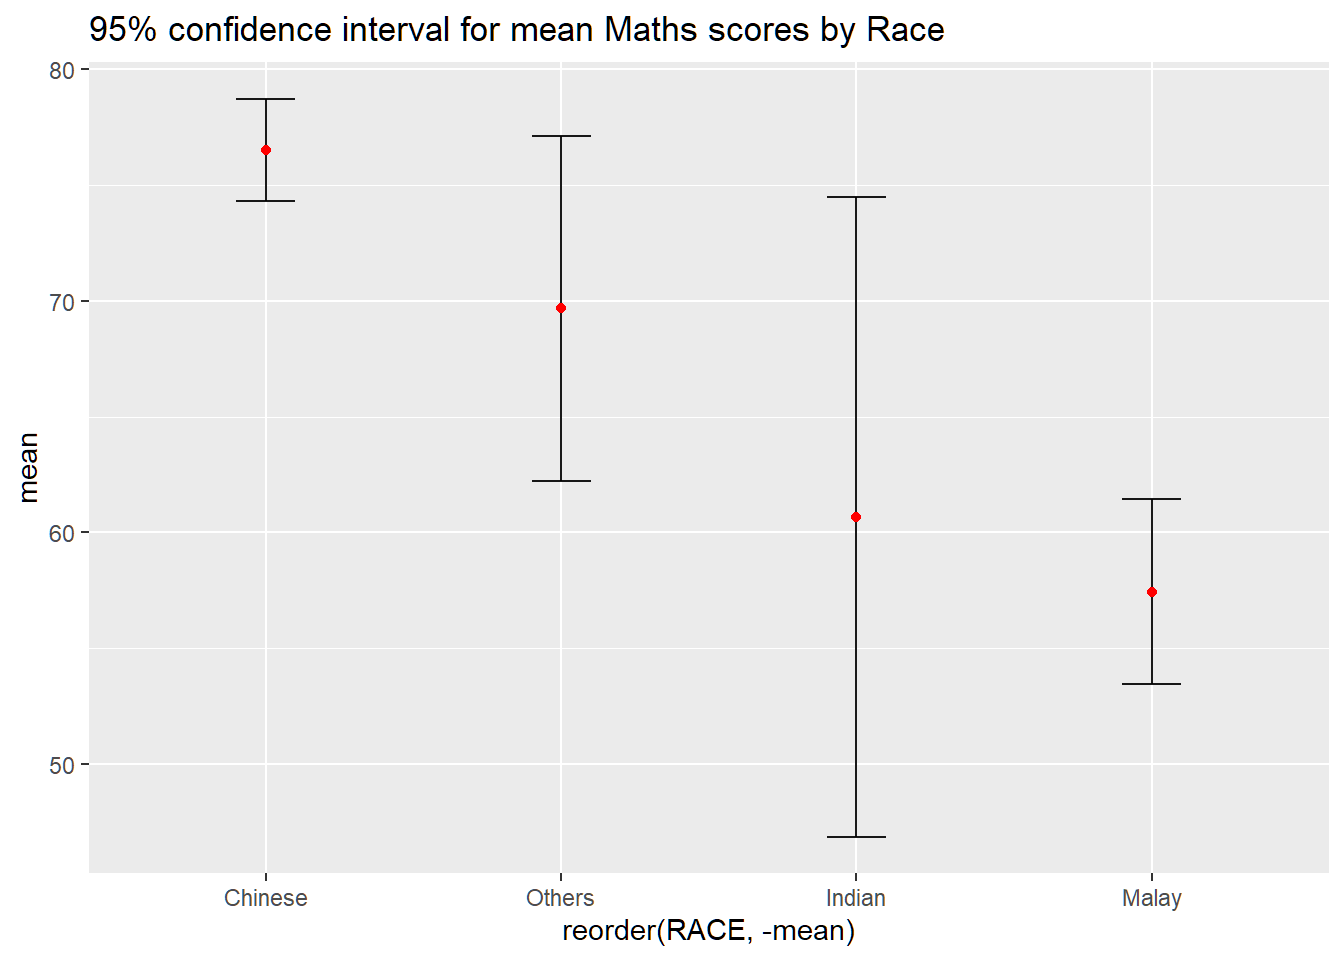 95% confidence interval for mean Maths scores by Race
80
70
60
50
mean
Chinese Others Indian Malay
reorder(RACE, -mean)